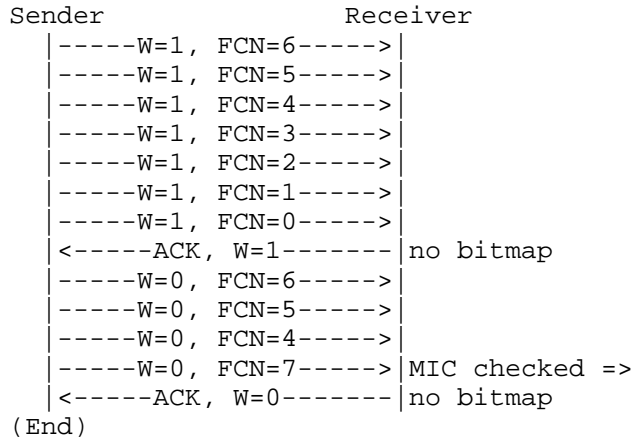 Sender                Receiver
  |-----W=1, FCN=6----->|
  |-----W=1, FCN=5----->|
  |-----W=1, FCN=4----->|
  |-----W=1, FCN=3----->|
  |-----W=1, FCN=2----->|
  |-----W=1, FCN=1----->|
  |-----W=1, FCN=0----->|
  |<-----ACK, W=1-------|no bitmap
  |-----W=0, FCN=6----->|
  |-----W=0, FCN=5----->|
  |-----W=0, FCN=4----->|
  |-----W=0, FCN=7----->|MIC checked =>
  |<-----ACK, W=0-------|no bitmap
(End)